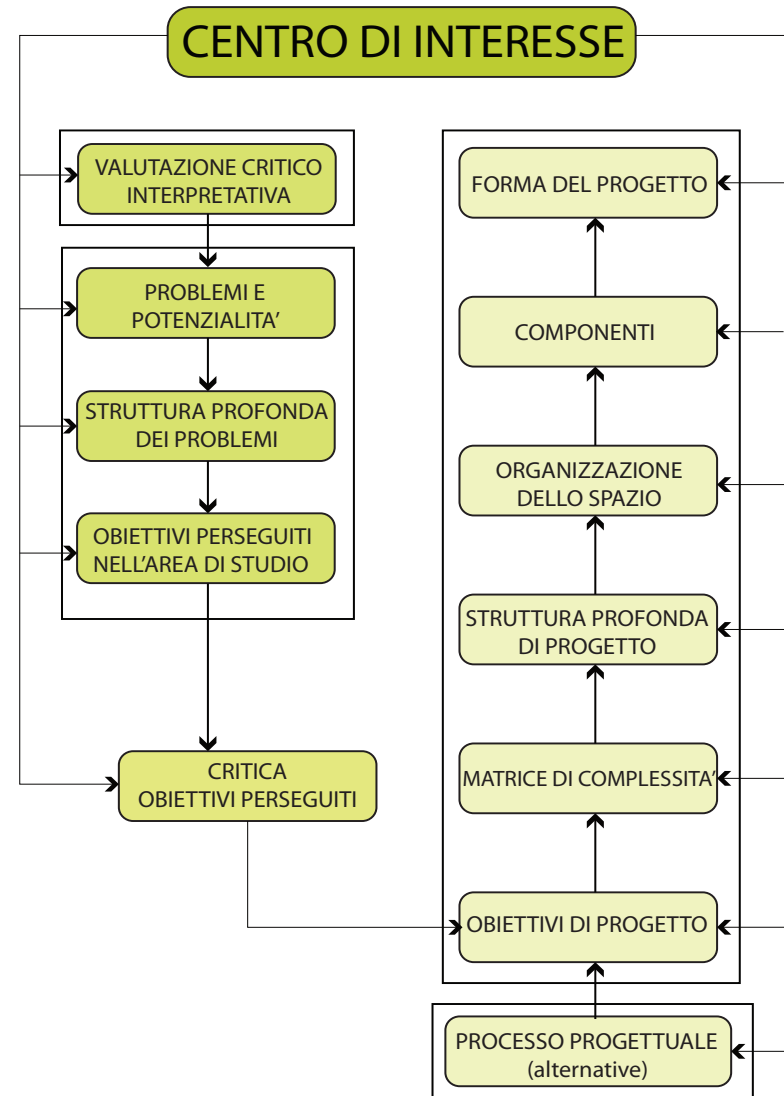 CENTRO DI INTERESSE
VALUTAZIONE CRITICO
INTERPRETATIVA
PROBLEMI E
POTENZIALITA’
STRUTTURA PROFONDA
DEI PROBLEMI
OBIETTIVI PERSEGUITI
NELL’AREA DI STUDIO
CRITICA
OBIETTIVI PERSEGUITI
FORMA DEL PROGETTO
COMPONENTI
ORGANIZZAZIONE
DELLO SPAZIO
STRUTTURA PROFONDA
DI PROGETTO
MATRICE DI COMPLESSITA’
OBIETTIVI DI PROGETTO
PROCESSO PROGETTUALE
(alternative)